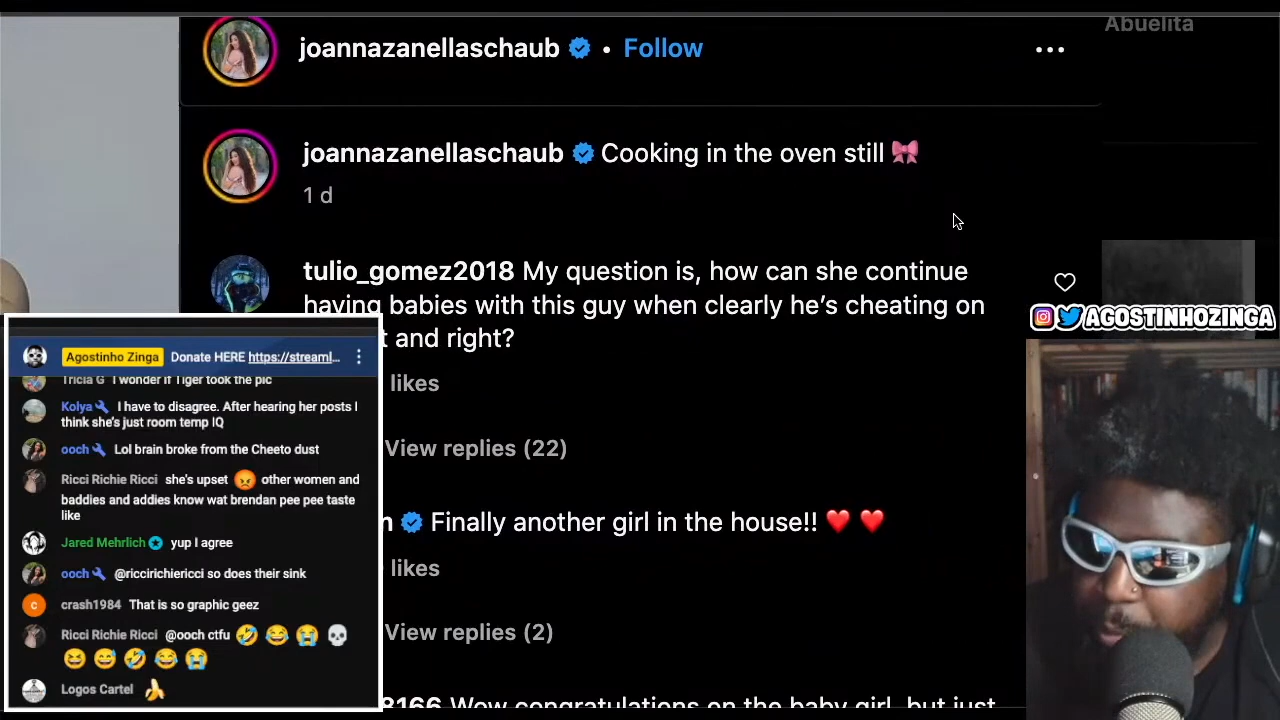 Abuelita
joannazanellaschaub • Follow
joannazanellaschaub Cooking in the oven still 🎀
1 d
tulio_gomez2018 My question is, how can she continue
having babies with this guy when clearly he's cheating on
and right?
likes
View replies (22)
Finally another girl in the house!! ❤️ ❤️
likes
View replies (2)
8166 Wow congratulations on the baby girl, but just
AGOSTINHOZINGA
Agostinho Zinga Donate HERE https://streaml...
Tricia G I wonder if Tiger took the pic
Kolya I have to disagree. After hearing her posts I
think she's just room temp IQ
ooch Lol brain broke from the Cheeto dust
Ricci Richie Ricci she's upset 😡 other women and
baddies and addies know wat brendan pee pee taste
like
Jared Mehrlich yup I agree
ooch @riccirichiericci so does their sink
crash1984 That is so graphic geez
Ricci Richie Ricci @ooch ctfu 🤣 😂 😭 💀
😆 😅 🤣 😂 😭
Logos Cartel 🍌